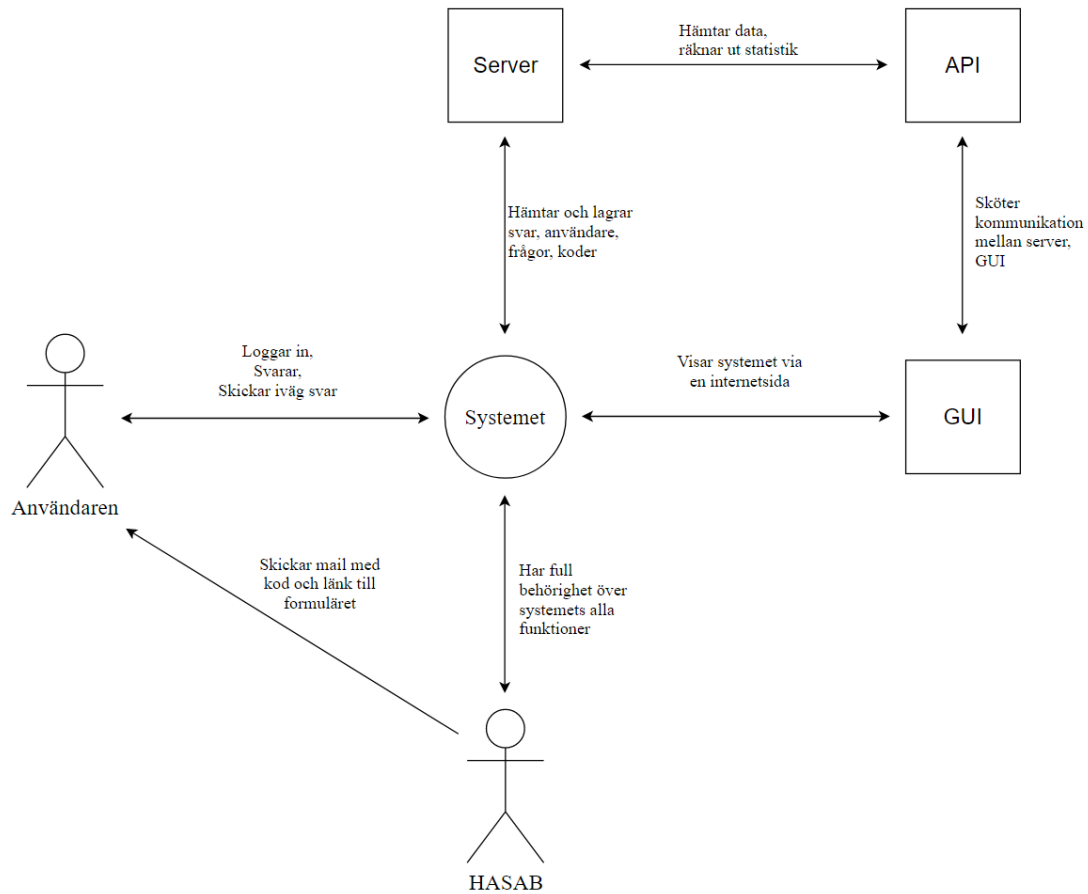 Hämtar data,
räknar ut statistik
Server
API
Hämtar och lagrar
svar, användare,
frågor, koder
Sköter
kommunikation
mellan server,
GUI
Loggar in,
Svarar,
Skickar iväg svar
Visar systemet via
en internetsida
Systemet
GUI
Användaren
Skickar mail med
kod och länk till
formuläret
Har full
behörighet över
systemets alla
funktioner
HASAB